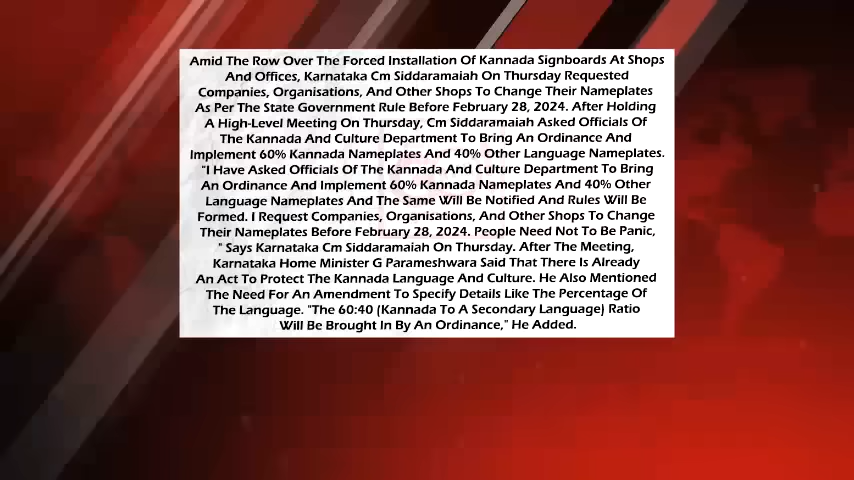 Amid The Row Over The Forced Installation Of Kannada Signboards At Shops
And Offices, Karnataka Cm Siddaramaiah On Thursday Requested
Companies, Organisations, And Other Shops To Change Their Nameplates
As Per The State Government Rule Before February 28, 2024. After Holding
A High-Level Meeting On Thursday, Cm Siddaramaiah Asked Officials Of
The Kannada And Culture Department To Bring An Ordinance And
Implement 60% Kannada Nameplates And 40% Other Language Nameplates.
"I Have Asked Officials Of The Kannada And Culture Department To Bring
An Ordinance And Implement 60% Kannada Nameplates And 40% Other
Language Nameplates And The Same Will Be Notified And Rules Will Be
Formed. I Request Companies, Organisations, And Other Shops To Change
Their Nameplates Before February 28, 2024. People Need Not To Be Panic,
" Says Karnataka Cm Siddaramaiah On Thursday. After The Meeting,
Karnataka Home Minister G Parameshwara Said That There Is Already
An Act To Protect The Kannada Language And Culture. He Also Mentioned
The Need For An Amendment To Specify Details Like The Percentage Of
The Language. "The 60:40 (Kannada To A Secondary Language) Ratio
Will Be Brought In By An Ordinance," He Added.